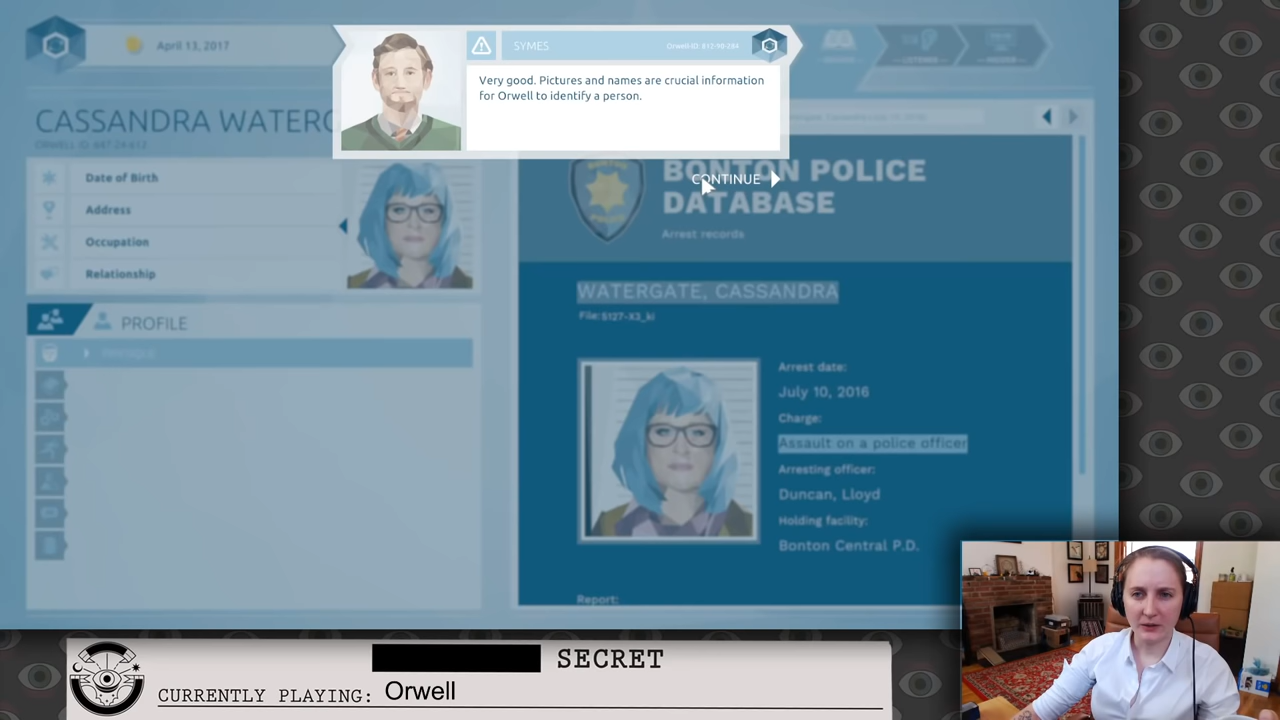 April 13, 2017
SYMES
Very good. Pictures and names are crucial information
for Orwell to identify a person.
CONTINUE
CASSANDRA WATERG
Date of Birth
Address
Occupation
Relationship
PROFILE
BONTON POLICE
DATABASE
Arrest records
WATERGATE, CASSANDRA
File: S127-X3_ki
Arrest date:
July 10, 2016
Charge:
Assault on a police officer
Arresting officer:
Duncan, Lloyd
Holding facility:
Bonton Central P.D.
Report:
SECRET
CURRENTLY PLAYING: Orwell